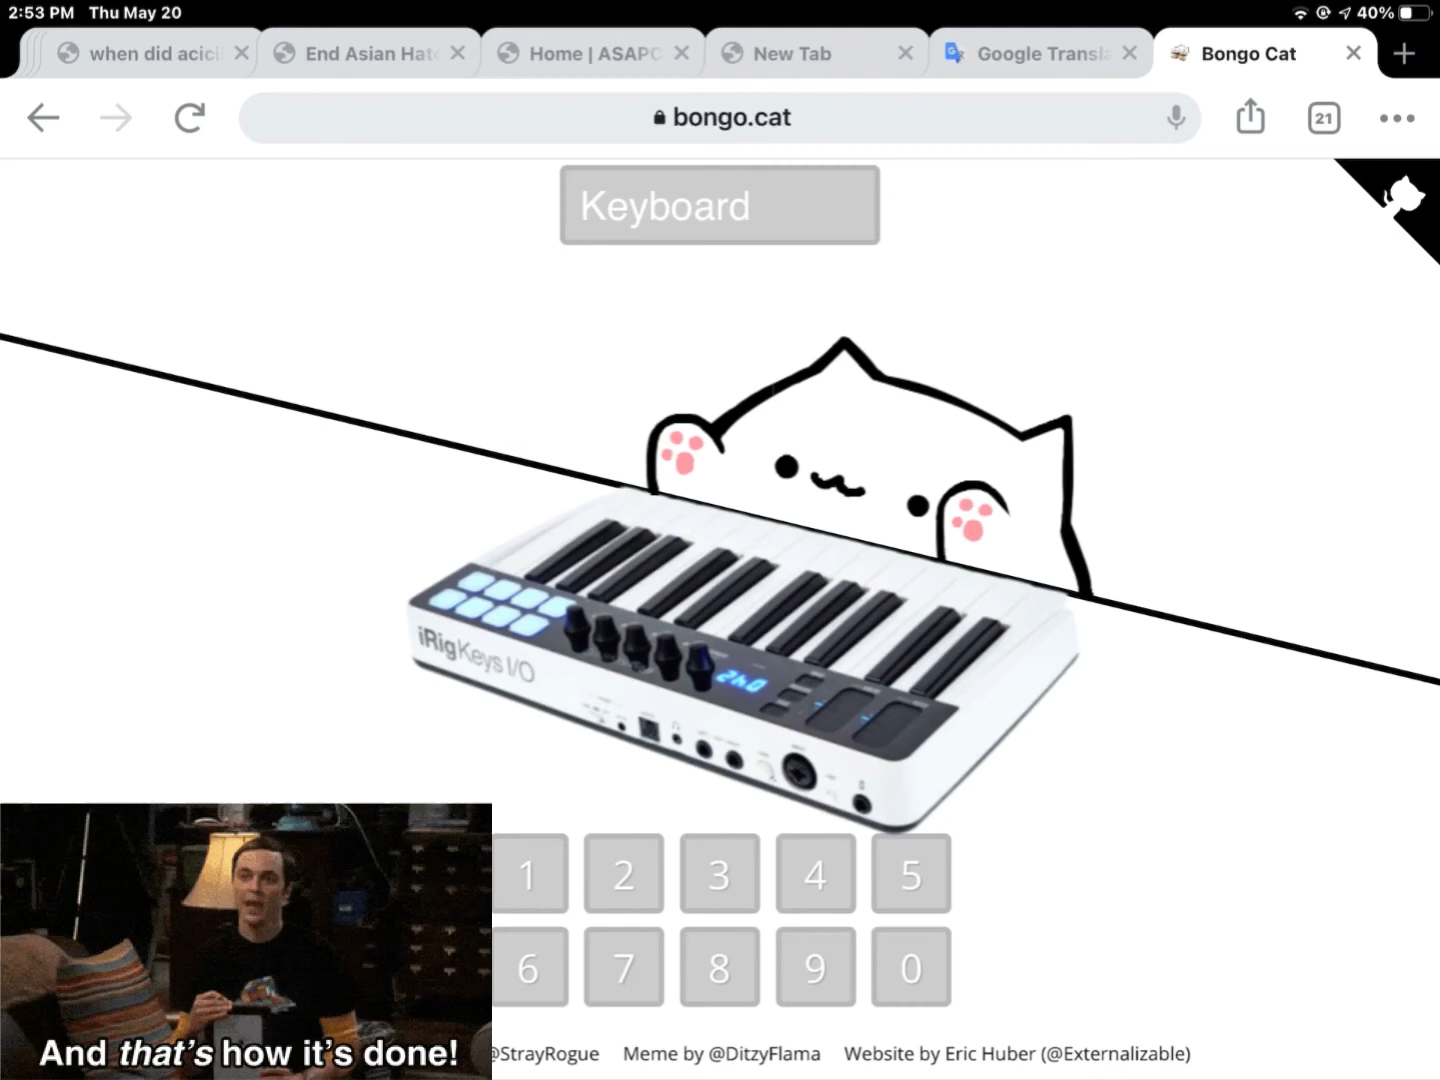 2:53 PM Thu May 20
40%
when did acici
End Asian Hat
Home | ASAPC
New Tab
Google Transla
Bongo Cat
bongo.cat
21
Keyboard
iRig Keys I/O
1 2 3 4 5
6 7 8 9 0
And that's how it's done!
@StrayRogue Meme by @DitzyFlama Website by Eric Huber (@Externalizable)